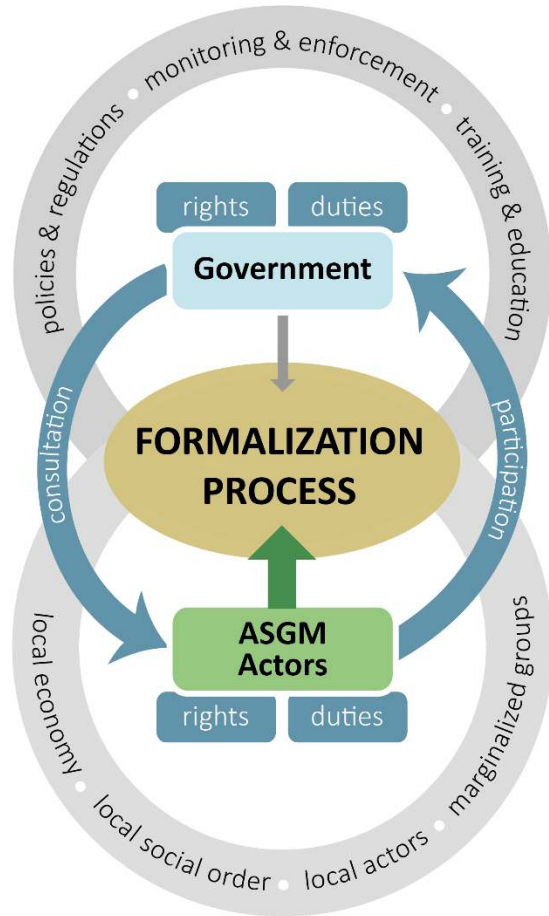 policies & regulations • monitoring & enforcement • training & education
rights
duties
Government
consultation
participation
FORMALIZATION
PROCESS
ASGM
Actors
rights
duties
local economy • local social order • local actors • marginalized groups